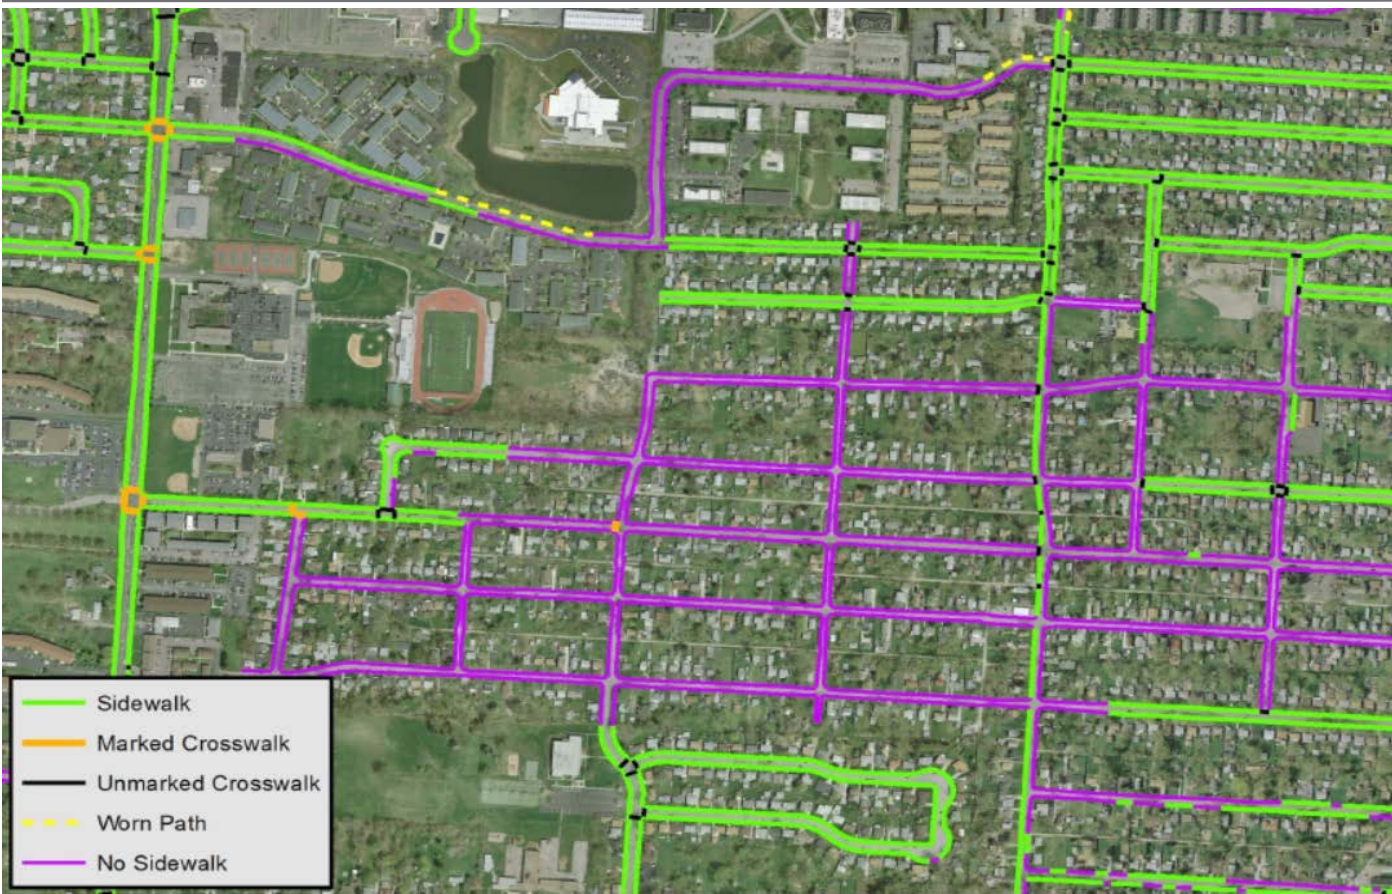 Sidewalk
Marked Crosswalk
Unmarked Crosswalk
Worn Path
No Sidewalk